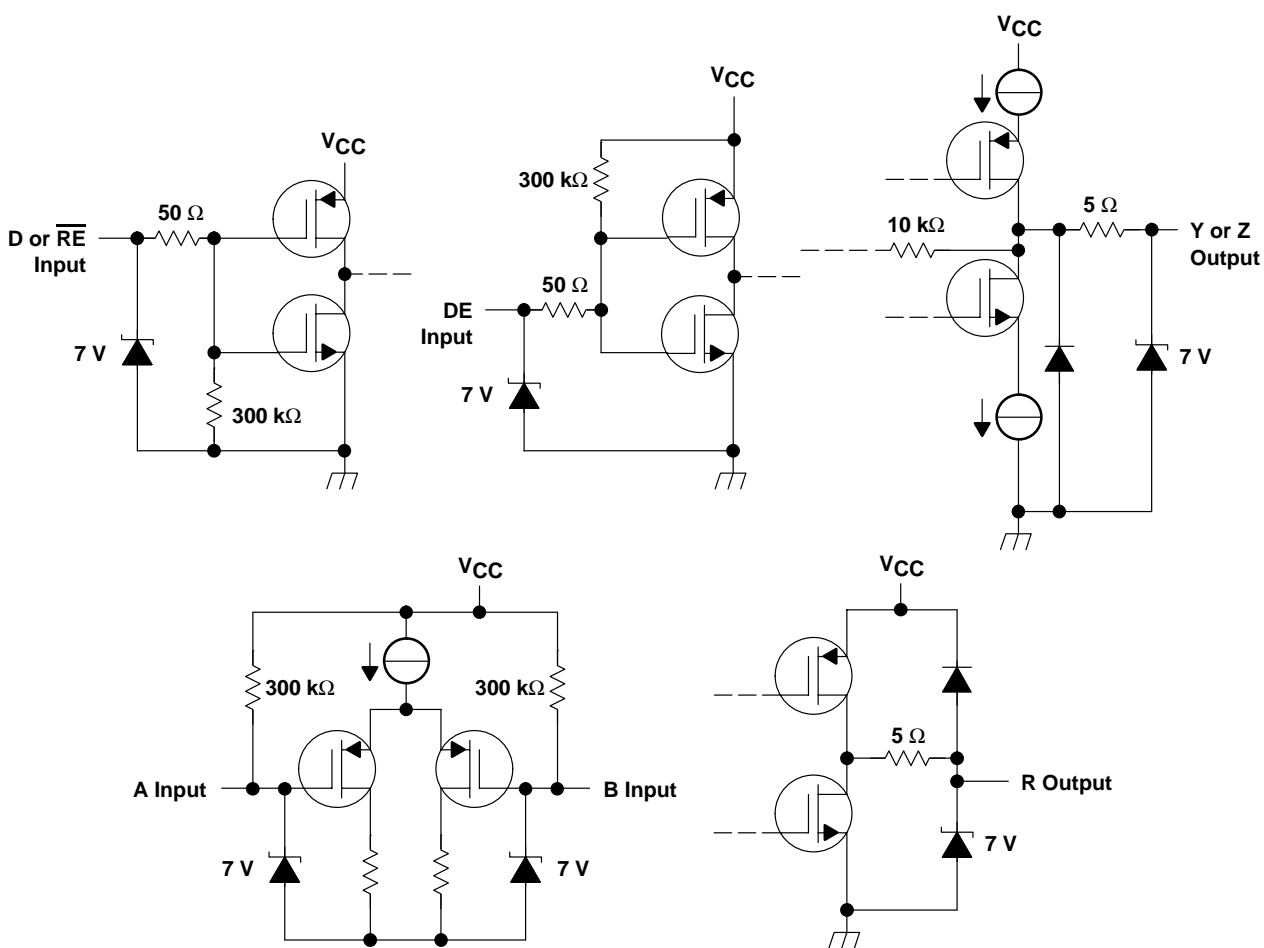 VCC
50 Ω
D or RE
Input
7 V
300 kΩ
VCC
300 kΩ
50 Ω
DE
Input
7 V
VCC
10 kΩ
5 Ω
Y or Z
Output
7 V
VCC
300 kΩ
300 kΩ
A Input
B Input
7 V
7 V
VCC
5 Ω
R Output
7 V